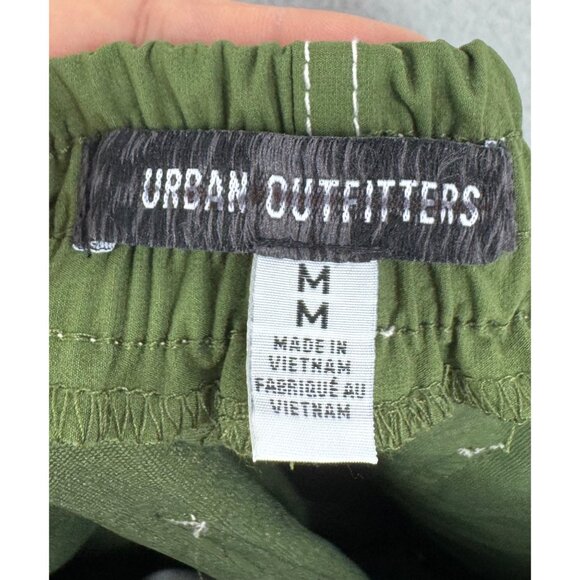 URBAN OUTFITTERS
M
M
MADE IN
VIETNAM
FABRIQUÉ AU
VIETNAM